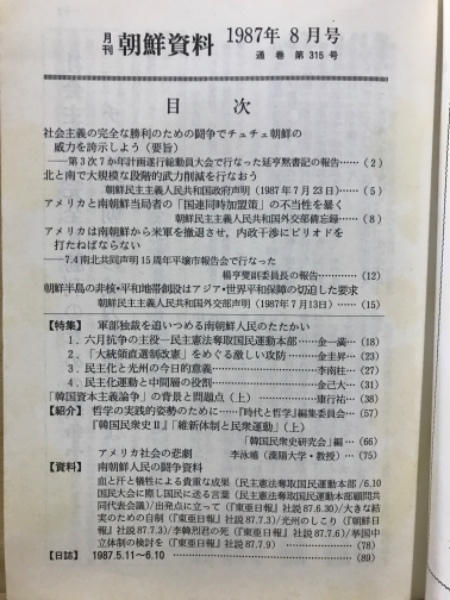 月刊 朝鮮資料 1987年 8月号
通巻 第315号
目 次
社会主義の完全な勝利のための闘争でチュチェ朝鮮の
威力を誇示しよう（要旨）
――第3次7か年計画遂行総動員大会で行なった延亨黙書記の報告……（2）
北と南で大規模な段階的武力削減を行なおう
朝鮮民主主義人民共和国政府声明（1987年7月23日）……（5）
アメリカと南朝鮮当局者の「国連同時加盟策」の不当性を暴く
朝鮮民主主義人民共和国外交部備忘録……（8）
アメリカは南朝鮮から米軍を撤退させ，内政干渉にピリオドを
打たねばならない
――7.4南北共同声明15周年平壌市報告会で行なった
楊亨燮副委員長の報告…………（12）
朝鮮半島の非核・平和地帯創設はアジア・世界平和保障の切迫した要求
朝鮮民主主義人民共和国外交部声明（1987年7月13日）……（15）
【特集】 軍部独裁を追いつめる南朝鮮人民のたたかい
1．六月抗争の主役―民主憲法奪取国民運動本部……金一満…（18）
2．「大統領直選制改憲」をめぐる激しい攻防…………金圭昇…（23）
3．民主化と光州の今日的意義………………………李南柱…（27）
4．民主化運動と中間層の役割………………………金己大…（31）
「韓国資本主義論争」の背景と問題点（上）………………康行祐…（38）
【紹介】 哲学の実践的姿勢のために……『時代と哲学』編集委員会…（57）
『韓国民衆史Ⅱ』「維新体制と民衆運動」（上）
「韓国民衆史研究会」編…（66）
アメリカ社会の悲劇 李泳禧（漢陽大学・教授）…（75）
【資料】 南朝鮮人民の闘争資料
血と汗と犠牲による貴重な成果（民主憲法奪取国民運動本部／6.10
国民大会に際し国民に送る言葉（民主憲法奪取国民運動本部顧問共
同代表会議）／出発点に立って（『東亜日報』社説87.6.30）／大きな結
実のための自制（『東亜日報』社説87.7.3）／光州のしこり（『朝鮮日
報』社説87.7.3）／李韓烈君の死（『東亜日報』社説87.7.6）／挙国中
立体制の検討を（『東亜日報』社説87.7.9） …………………（78）
【日誌】 1987.5.11～6.10 ………………………………………（89）